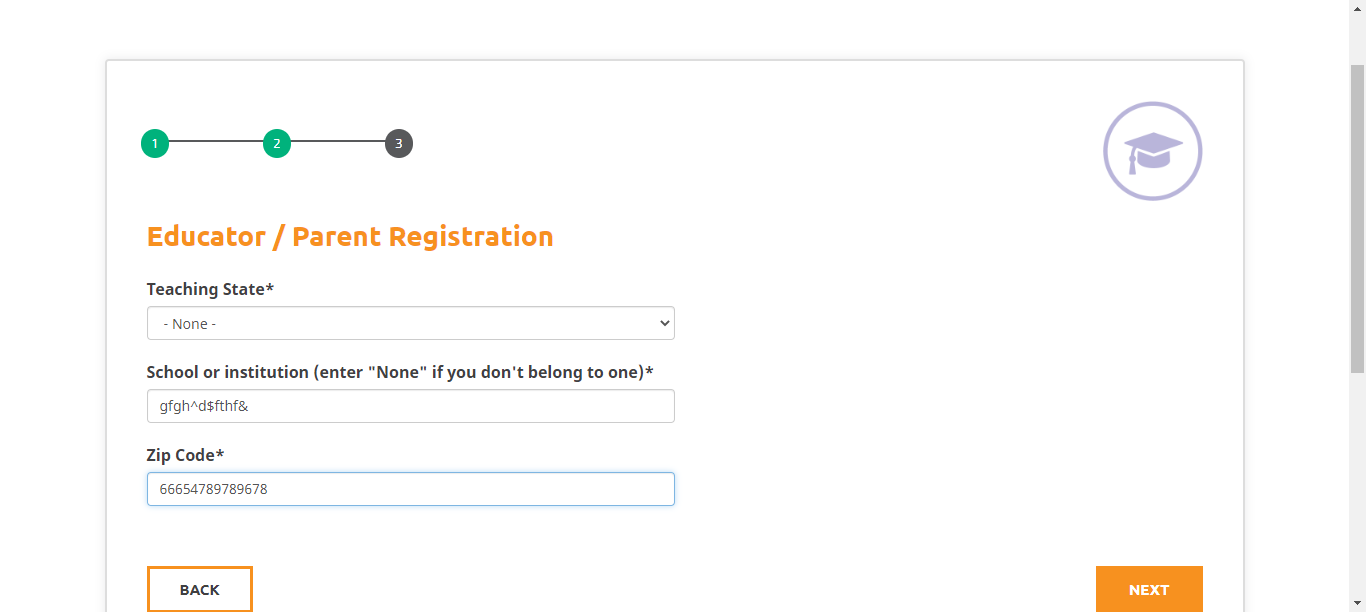 1 2 3
Educator / Parent Registration
Teaching State*
- None -
School or institution (enter "None" if you don't belong to one)*
gfgh^d$fthf&
Zip Code*
66654789789678
BACK NEXT